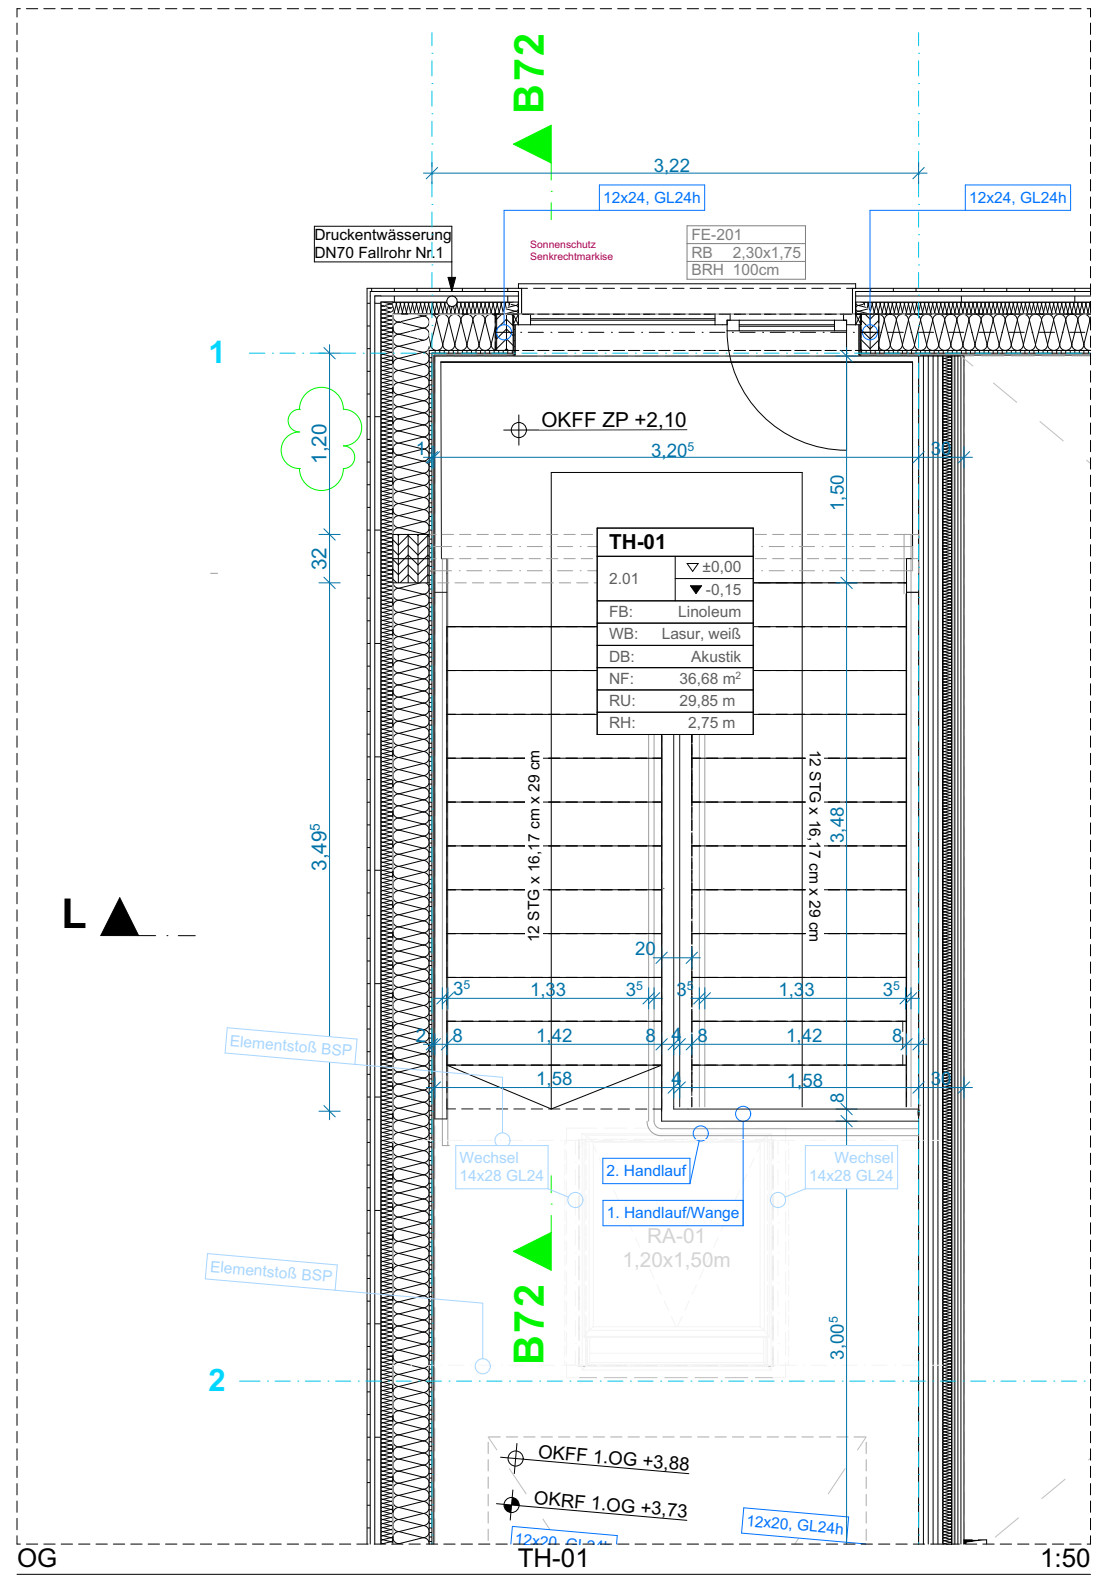 B72
3,22
12x24, GL24h
12x24, GL24h
Druckentwässerung
DN70 Fallrohr Nr.1
Sonnenschutz
Senkrechtmarkise
FE-201
RB 2,30x1,75
BRH 100cm
1
OKFF ZP +2,10
1,20
1
3,20⁵
30
1,50
32
TH-01
2.01
±0,00
-0,15
FB: Linoleum
WB: Lasur, weiß
DB: Akustik
NF: 36,68 m²
RU: 29,85 m
RH: 2,75 m
12 STG x 16,17 cm x 29 cm
12 STG x 16,17 cm x 29 cm
3,48
3,49⁵
L
20
3⁵ 1,33 3⁵ 3⁵ 1,33 3⁵
2 8 1,42 8 4 8 1,42 8
Elementstoß BSP
1,58 4 1,58 30
8
Wechsel
14x28 GL24
2. Handlauf
Wechsel
14x28 GL24
1. Handlauf/Wange
RA-01
1,20x1,50m
Elementstoß BSP
B72
3,00⁵
2
OKFF 1.OG +3,88
OKRF 1.OG +3,73
12x20, GL24h
12x20, GL24h
OG TH-01 1:50